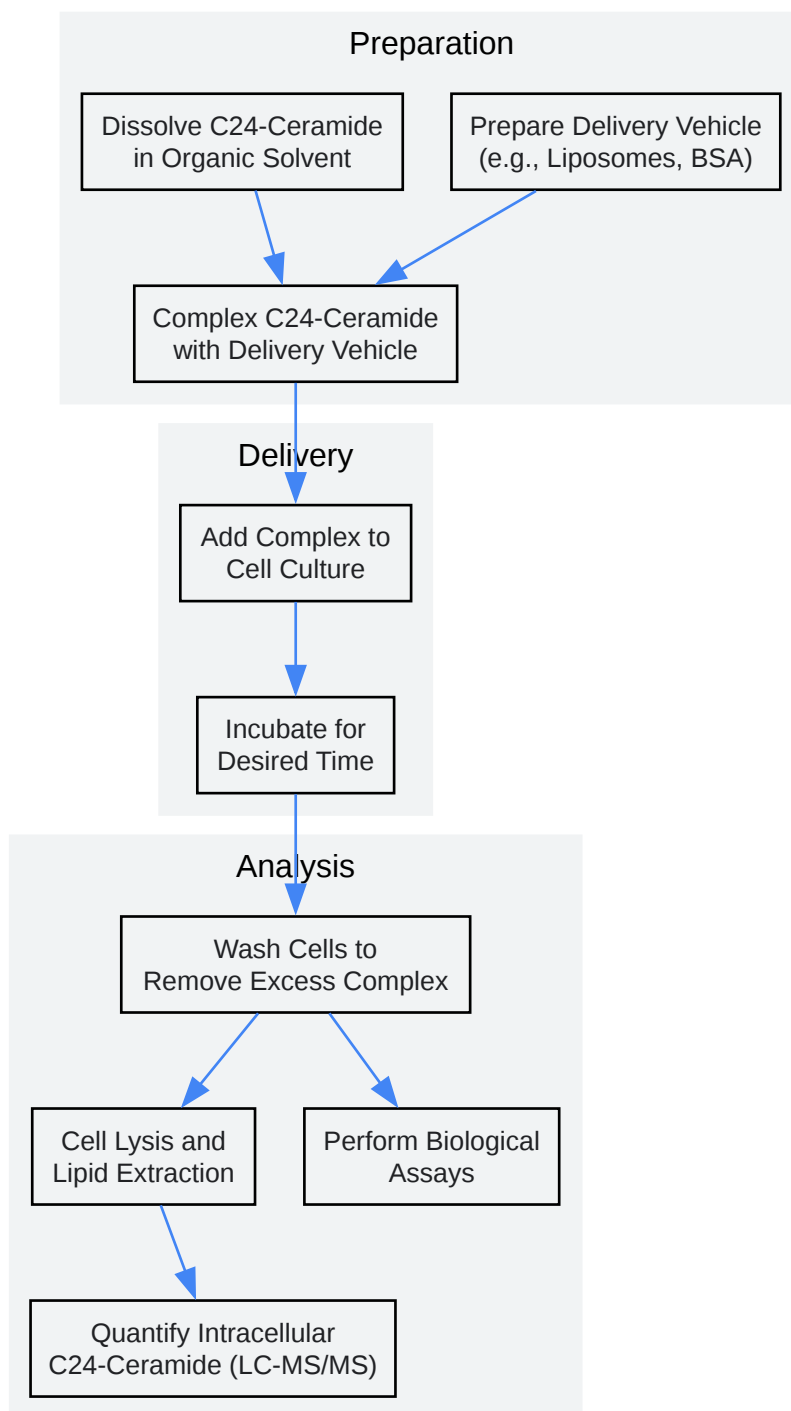 Preparation
Dissolve C24-Ceramide
in Organic Solvent
Prepare Delivery Vehicle
(e.g., Liposomes, BSA)
Complex C24-Ceramide
with Delivery Vehicle
Delivery
Add Complex to
Cell Culture
Incubate for
Desired Time
Analysis
Wash Cells to
Remove Excess Complex
Cell Lysis and
Lipid Extraction
Perform Biological
Assays
Quantify Intracellular
C24-Ceramide (LC-MS/MS)